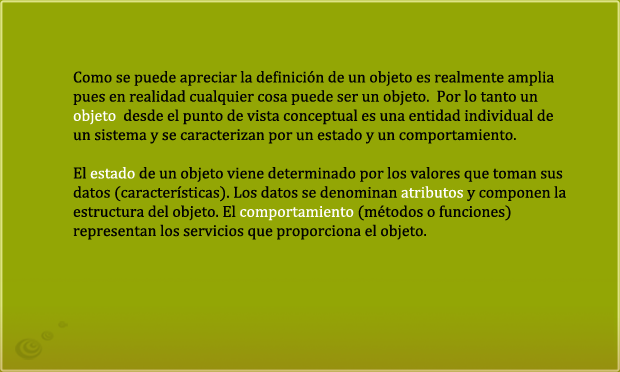 Como se puede apreciar la definición de un objeto es realmente amplia
pues en realidad cualquier cosa puede ser un objeto.  Por lo tanto un
objeto  desde el punto de vista conceptual es una entidad individual de
un sistema y se caracterizan por un estado y un comportamiento.

El estado de un objeto viene determinado por los valores que toman sus
datos (características). Los datos se denominan atributos y componen la
estructura del objeto. El comportamiento (métodos o funciones)
representan los servicios que proporciona el objeto.